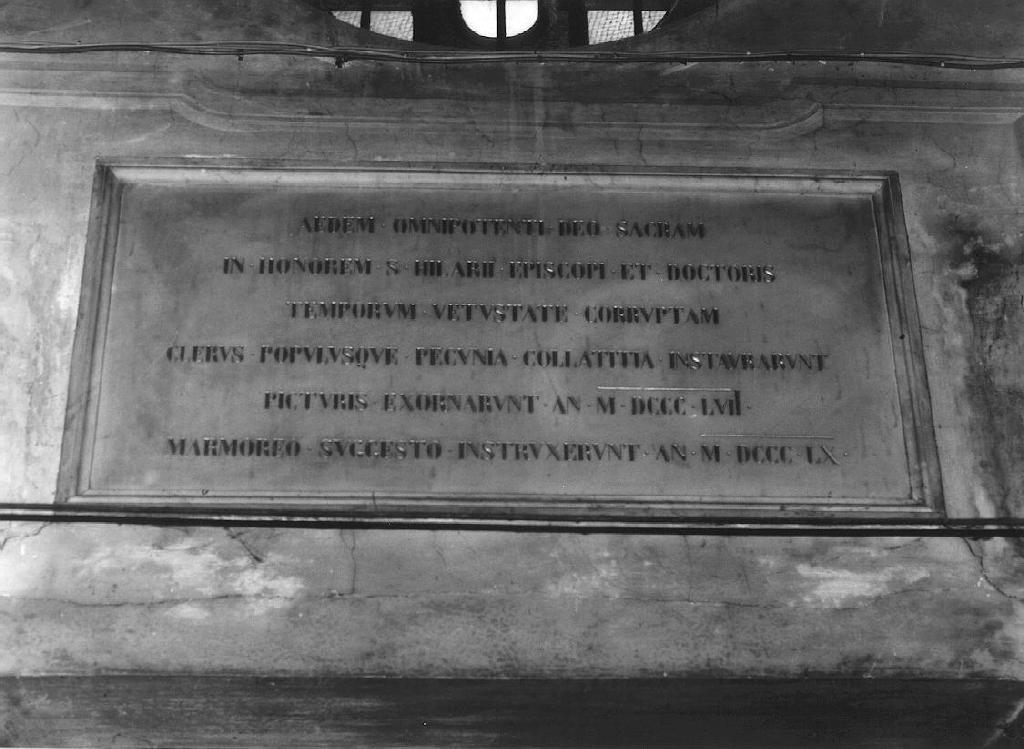 AEDEM · OMNIPOTENTI · DEO · SACRAM
IN · HONOREM · S · HILARII · EPISCOPI · ET · DOCTORIS
TEMPORVM · VETVSTATE · CORRVPTAM
CLERVS · POPVLVSQVE · PECVNIA · COLLATITIA · INSTAVRARVNT
PICTVRIS · EXORNARVNT · AN · M · DCCC · LVII ·
MARMOREO · SVGGESTO · INSTRVXERVNT · AN · M · DCCC · LX ·